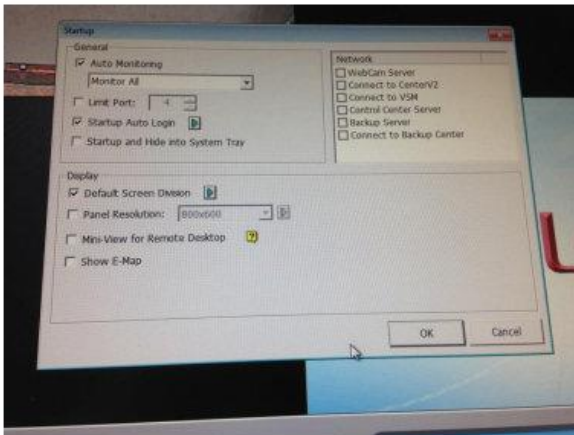 Startup
General
Auto Monitoring
Monitor All
Limit Port: 4
Startup Auto Login
Startup and Hide into System Tray
Network
WebCam Server
Connect to CenterV2
Connect to VSM
Control Center Server
Backup Server
Connect to Backup Center
Display
Default Screen Division
Panel Resolution: 800x600
Mini-View for Remote Desktop
Show E-Map
OK
Cancel